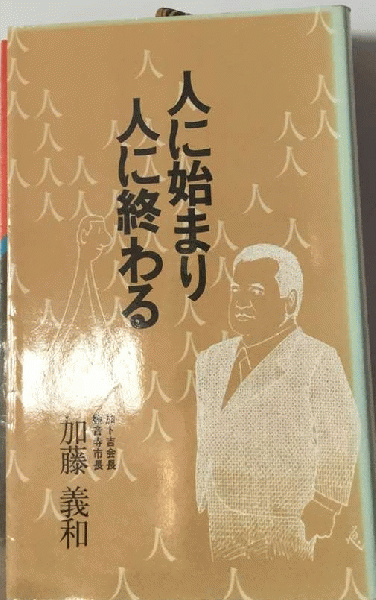 人に始まり
人に終わる
加ト吉会長
観音寺市長
加藤 義和